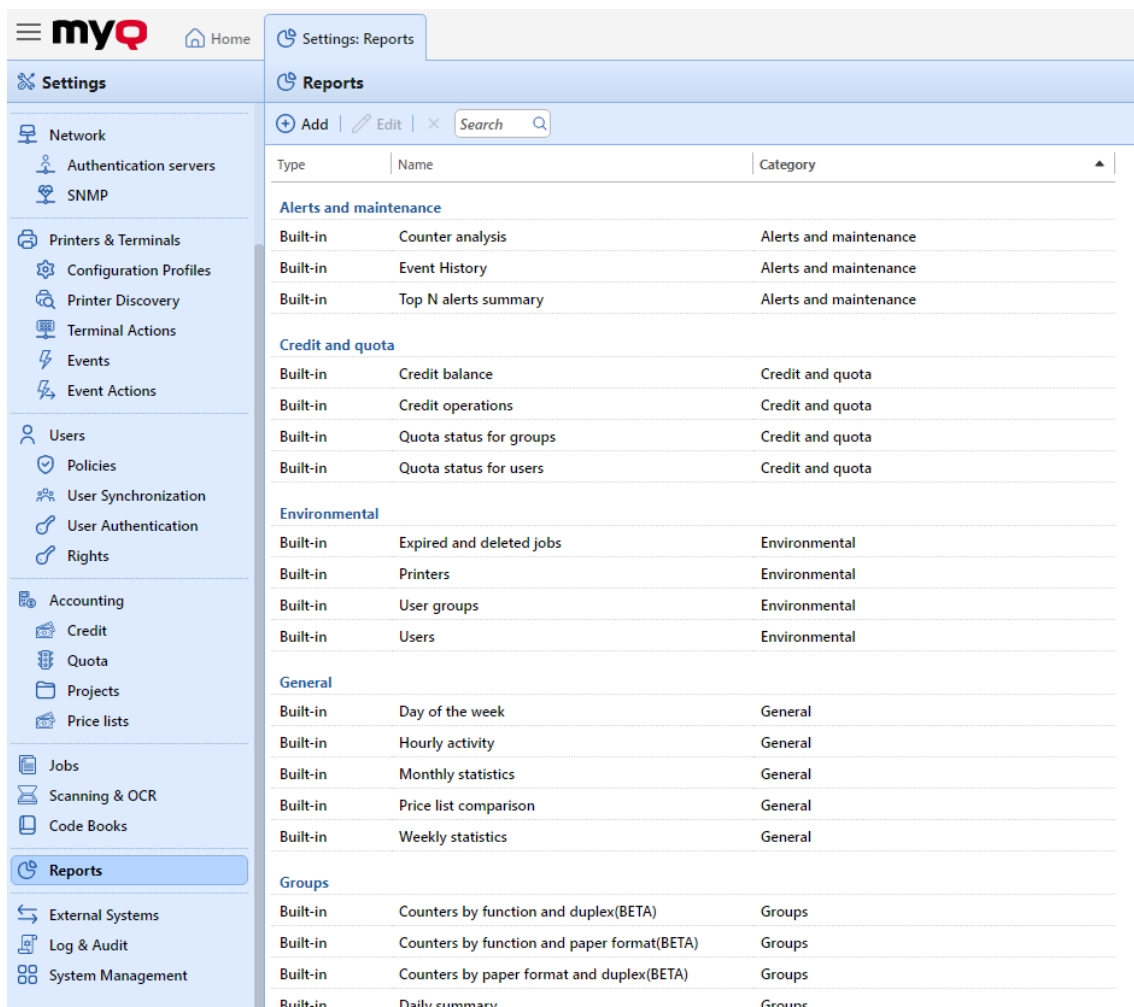 myQ
Home
Settings: Reports
Settings
Network
Authentication servers
SNMP
Printers & Terminals
Configuration Profiles
Printer Discovery
Terminal Actions
Events
Event Actions
Users
Policies
User Synchronization
User Authentication
Rights
Accounting
Credit
Quota
Projects
Price lists
Jobs
Scanning & OCR
Code Books
Reports
External Systems
Log & Audit
System Management
Reports
Add Edit Search
Type Name Category
Alerts and maintenance
Built-in Counter analysis Alerts and maintenance
Built-in Event History Alerts and maintenance
Built-in Top N alerts summary Alerts and maintenance
Credit and quota
Built-in Credit balance Credit and quota
Built-in Credit operations Credit and quota
Built-in Quota status for groups Credit and quota
Built-in Quota status for users Credit and quota
Environmental
Built-in Expired and deleted jobs Environmental
Built-in Printers Environmental
Built-in User groups Environmental
Built-in Users Environmental
General
Built-in Day of the week General
Built-in Hourly activity General
Built-in Monthly statistics General
Built-in Price list comparison General
Built-in Weekly statistics General
Groups
Built-in Counters by function and duplex(BETA) Groups
Built-in Counters by function and paper format(BETA) Groups
Built-in Counters by paper format and duplex(BETA) Groups
Built-in Daily summary Groups